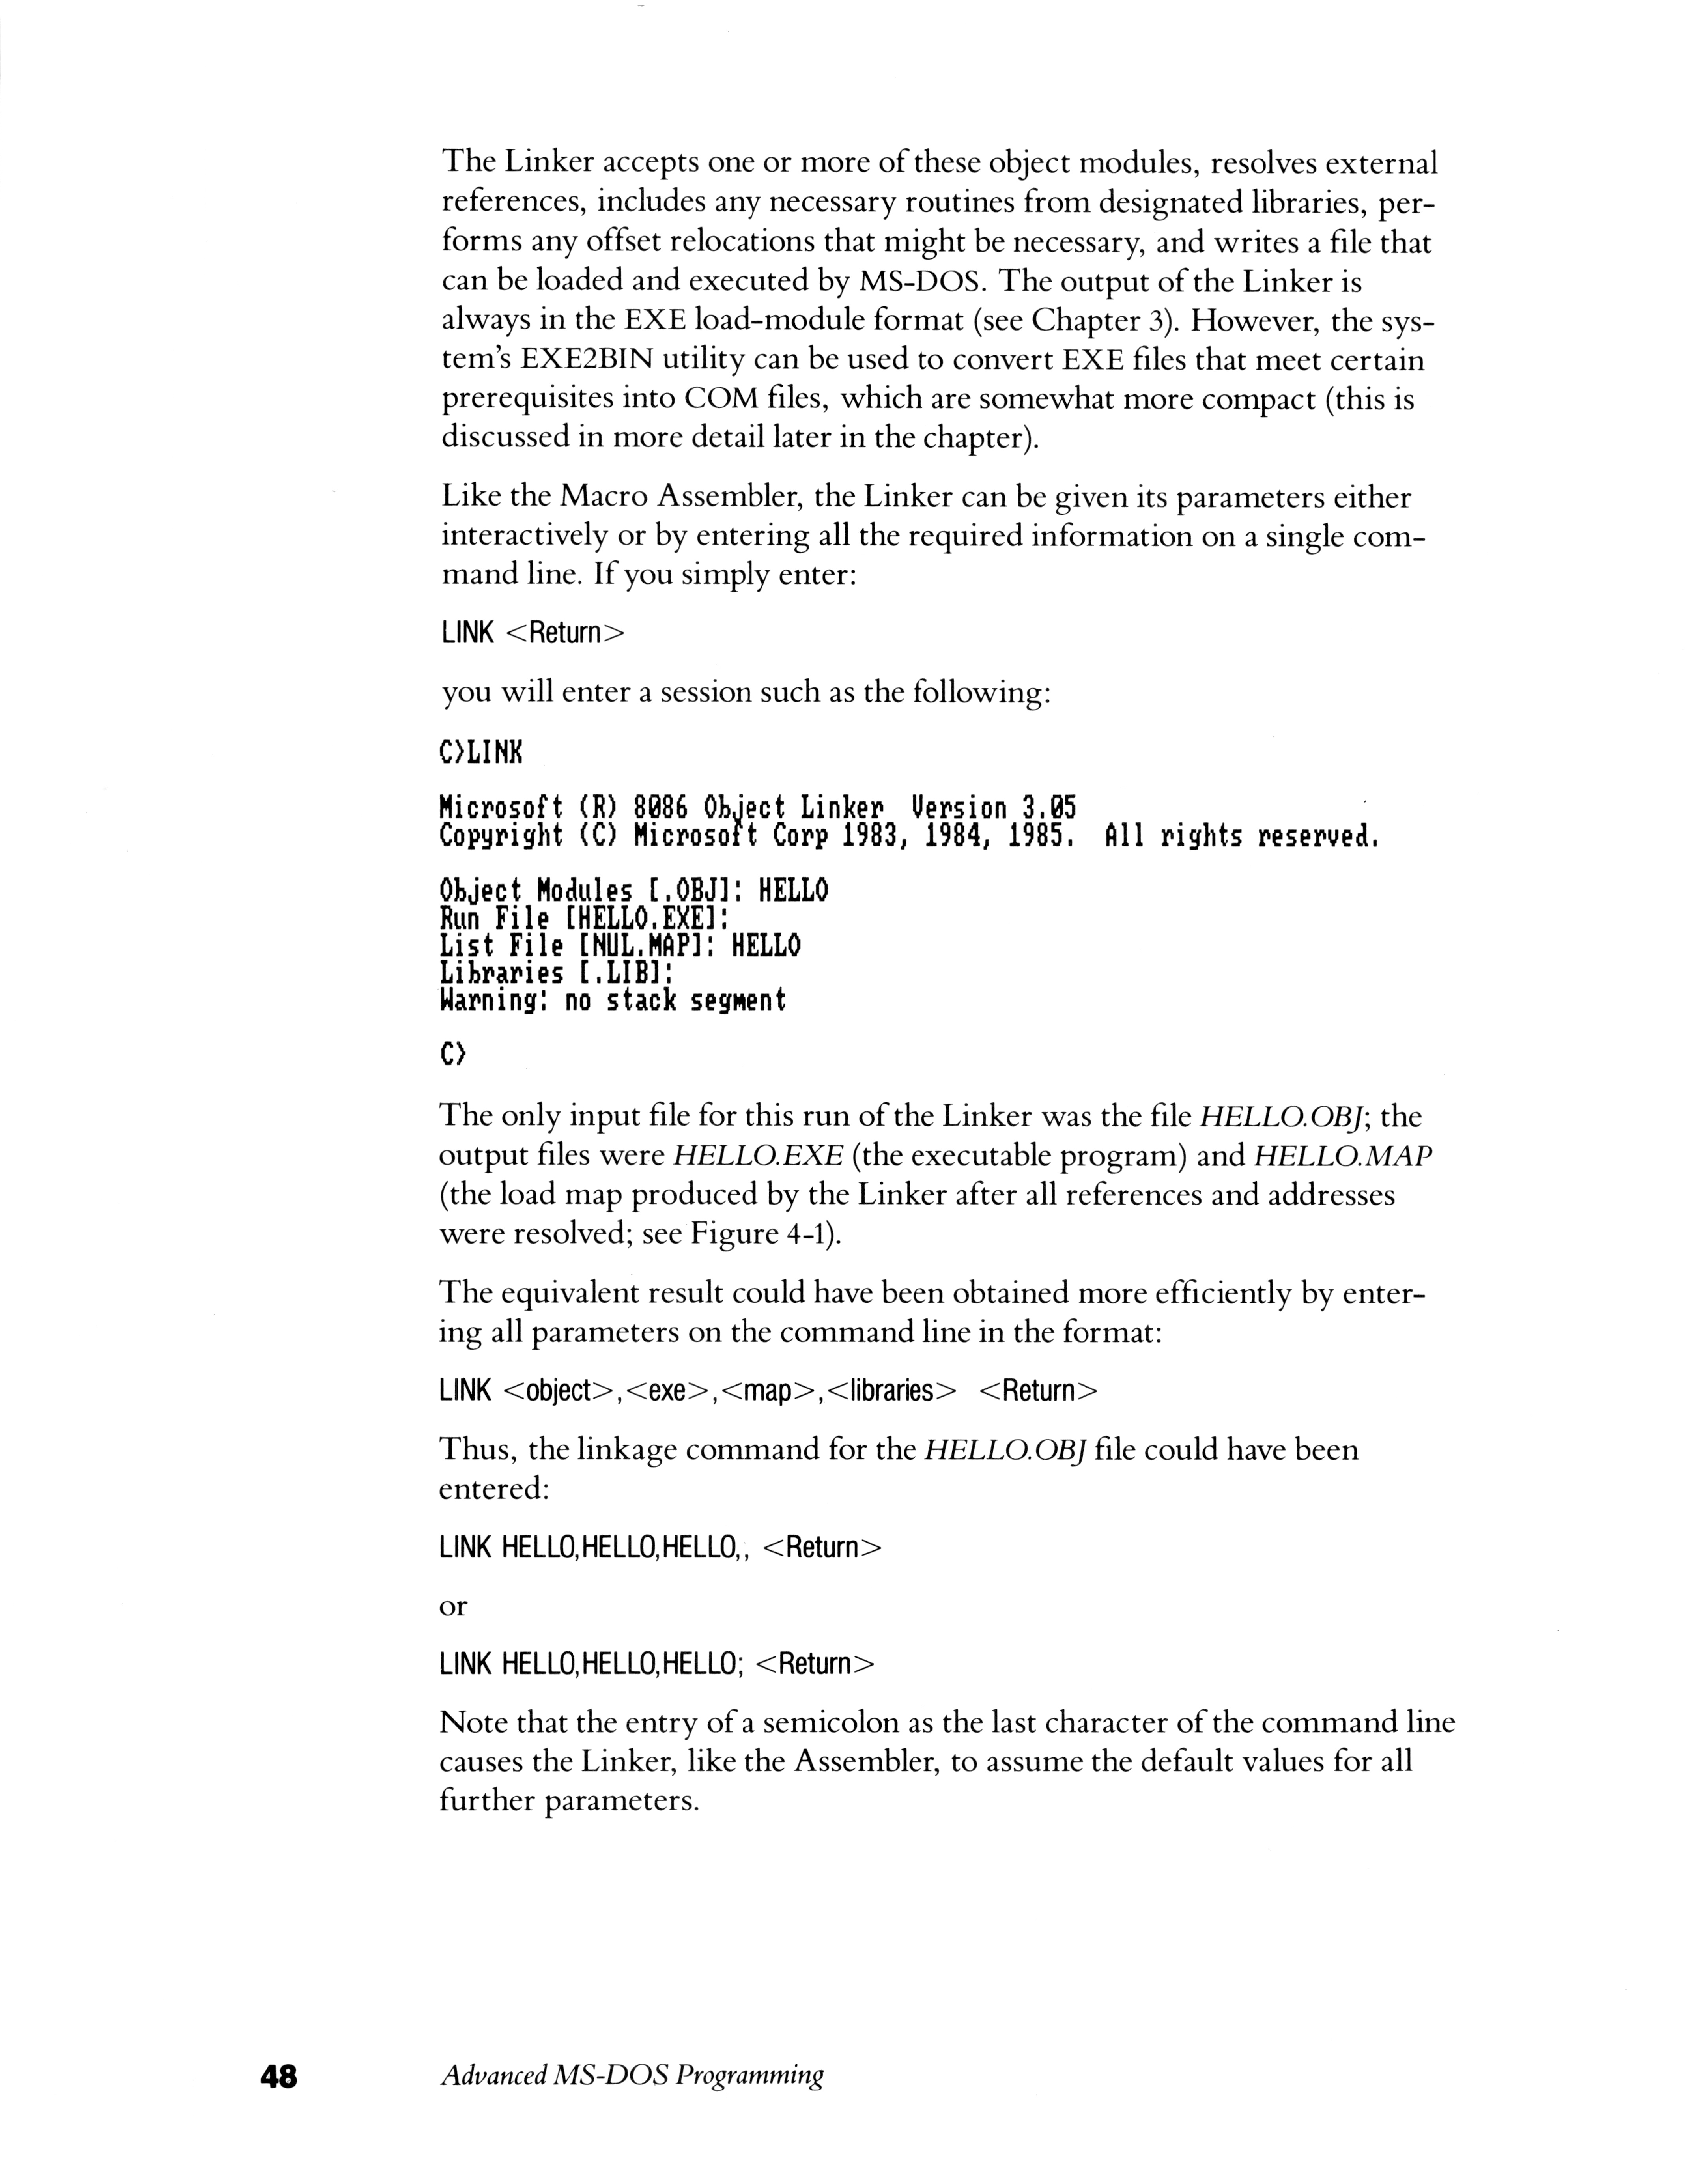 The Linker accepts one or more of these object modules, resolves external
references, includes any necessary routines from designated libraries, per-
forms any offset relocations that might be necessary, and writes a file that
can be loaded and executed by MS-DOS. The output of the Linker is
always in the EXE load-module format (see Chapter 3). However, the sys-
tem's EXE2BIN utility can be used to convert EXE files that meet certain
prerequisites into COM files, which are somewhat more compact (this is
discussed in more detail later in the chapter).
Like the Macro Assembler, the Linker can be given its parameters either
interactively or by entering all the required information on a single com-
mand line. If you simply enter:
LINK <Return>
you will enter a session such as the following:
C>LINK
Microsoft (R) 8086 Object Linker  Version 3.05
Copyright (C) Microsoft Corp 1983, 1984, 1985.  All rights reserved.
Object Modules [.OBJ]: HELLO
Run File [HELLO.EXE]:
List File [NUL.MAP]: HELLO
Libraries [.LIB]:
Warning: no stack segment
C>
The only input file for this run of the Linker was the file HELLO.OBJ; the
output files were HELLO.EXE (the executable program) and HELLO.MAP
(the load map produced by the Linker after all references and addresses
were resolved; see Figure 4-1).
The equivalent result could have been obtained more efficiently by enter-
ing all parameters on the command line in the format:
LINK <object>,<exe>,<map>,<libraries>  <Return>
Thus, the linkage command for the HELLO.OBJ file could have been
entered:
LINK HELLO,HELLO,HELLO,, <Return>
or
LINK HELLO,HELLO,HELLO; <Return>
Note that the entry of a semicolon as the last character of the command line
causes the Linker, like the Assembler, to assume the default values for all
further parameters.
48 Advanced MS-DOS Programming